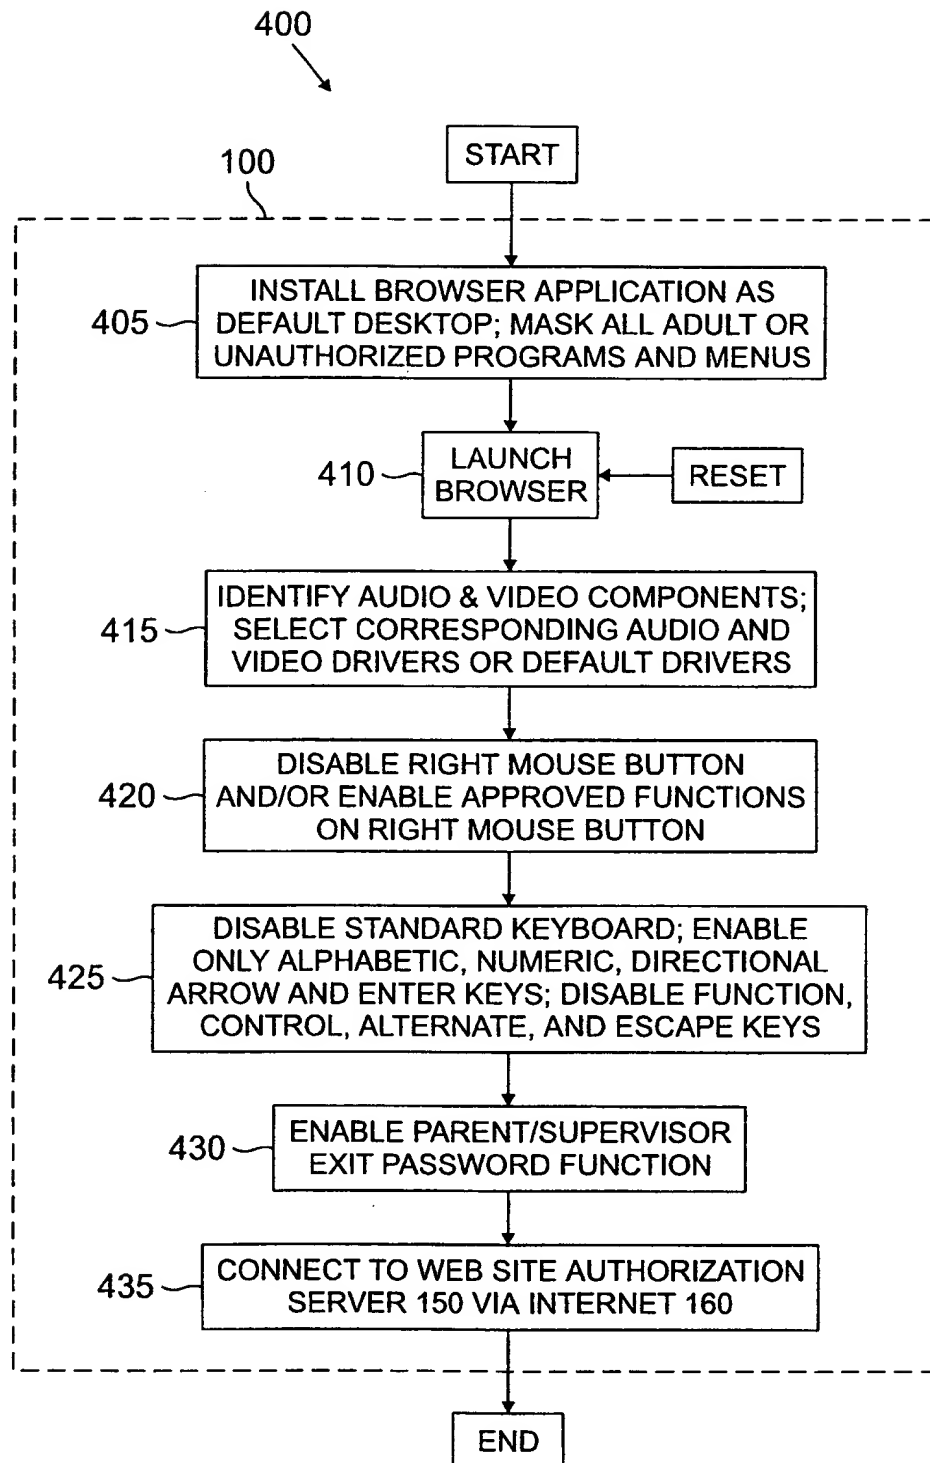 400
START
100
INSTALL BROWSER APPLICATION AS
DEFAULT DESKTOP; MASK ALL ADULT OR
UNAUTHORIZED PROGRAMS AND MENUS
405
LAUNCH
BROWSER
410
RESET
IDENTIFY AUDIO & VIDEO COMPONENTS;
SELECT CORRESPONDING AUDIO AND
VIDEO DRIVERS OR DEFAULT DRIVERS
415
DISABLE RIGHT MOUSE BUTTON
AND/OR ENABLE APPROVED FUNCTIONS
ON RIGHT MOUSE BUTTON
420
DISABLE STANDARD KEYBOARD; ENABLE
ONLY ALPHABETIC, NUMERIC, DIRECTIONAL
ARROW AND ENTER KEYS; DISABLE FUNCTION,
CONTROL, ALTERNATE, AND ESCAPE KEYS
425
ENABLE PARENT/SUPERVISOR
EXIT PASSWORD FUNCTION
430
CONNECT TO WEB SITE AUTHORIZATION
SERVER 150 VIA INTERNET 160
435
END